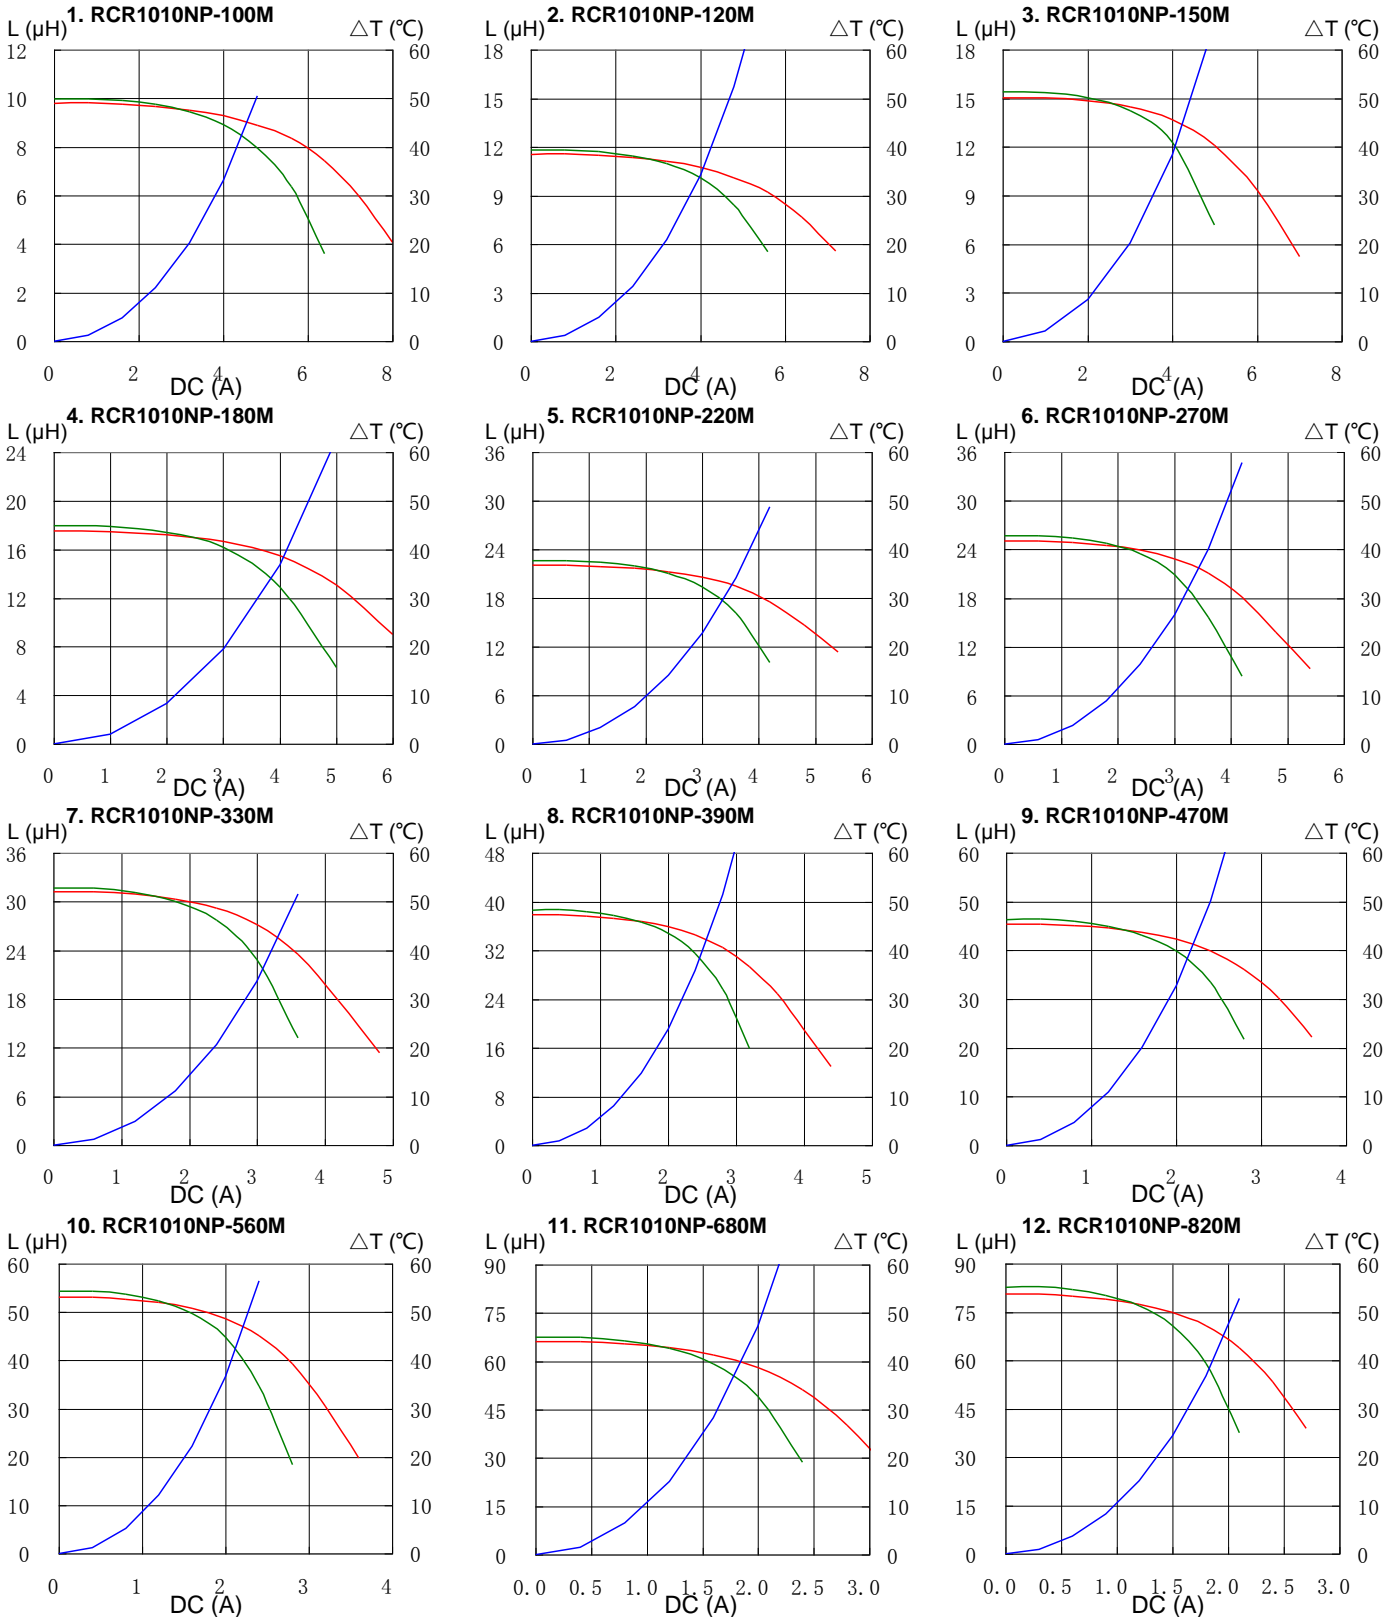 1. RCR1010NP-100M
L (μH) △T (℃)
12 60
10 50
8 40
6 30
4 20
2 10
0 0
0 2 4 6 8
DC (A)
2. RCR1010NP-120M
L (μH) △T (℃)
18 60
15 50
12 40
9 30
6 20
3 10
0 0
0 2 4 6 8
DC (A)
3. RCR1010NP-150M
L (μH) △T (℃)
18 60
15 50
12 40
9 30
6 20
3 10
0 0
0 2 4 6 8
DC (A)
4. RCR1010NP-180M
L (μH) △T (℃)
24 60
20 50
16 40
12 30
8 20
4 10
0 0
0 1 2 3 4 5 6
DC (A)
5. RCR1010NP-220M
L (μH) △T (℃)
36 60
30 50
24 40
18 30
12 20
6 10
0 0
0 1 2 3 4 5 6
DC (A)
6. RCR1010NP-270M
L (μH) △T (℃)
36 60
30 50
24 40
18 30
12 20
6 10
0 0
0 1 2 3 4 5 6
DC (A)
7. RCR1010NP-330M
L (μH) △T (℃)
36 60
30 50
24 40
18 30
12 20
6 10
0 0
0 1 2 3 4 5
DC (A)
8. RCR1010NP-390M
L (μH) △T (℃)
48 60
40 50
32 40
24 30
16 20
8 10
0 0
0 1 2 3 4 5
DC (A)
9. RCR1010NP-470M
L (μH) △T (℃)
60 60
50 50
40 40
30 30
20 20
10 10
0 0
0 1 2 3 4
DC (A)
10. RCR1010NP-560M
L (μH) △T (℃)
60 60
50 50
40 40
30 30
20 20
10 10
0 0
0 1 2 3 4
DC (A)
11. RCR1010NP-680M
L (μH) △T (℃)
90 60
75 50
60 40
45 30
30 20
15 10
0 0
0.0 0.5 1.0 1.5 2.0 2.5 3.0
DC (A)
12. RCR1010NP-820M
L (μH) △T (℃)
90 60
75 50
60 40
45 30
30 20
15 10
0 0
0.0 0.5 1.0 1.5 2.0 2.5 3.0
DC (A)